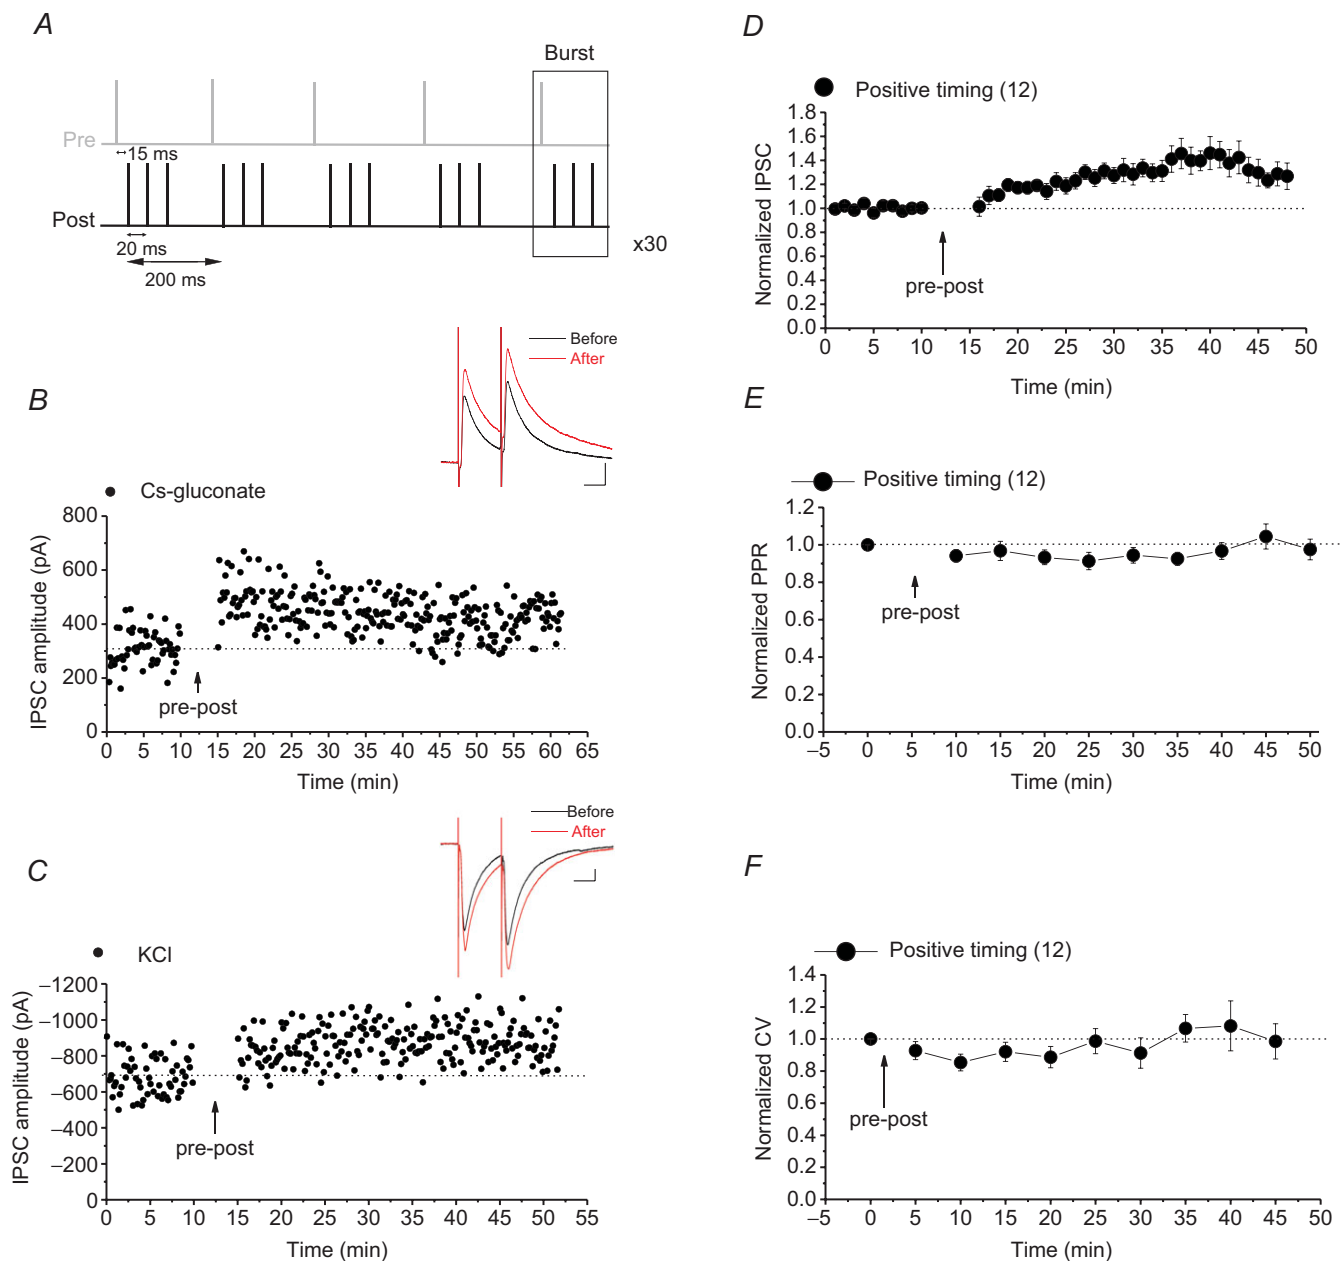 A
Burst
Pre
15 ms
Post
20 ms
200 ms
x30
B
Before
After
Cs-gluconate
800
600
400
200
0
IPSC amplitude (pA)
pre-post
0 5 10 15 20 25 30 35 40 45 50 55 60 65
Time (min)
C
Before
After
KCl
–1200
–1000
–800
–600
–400
–200
0
IPSC amplitude (pA)
pre-post
0 5 10 15 20 25 30 35 40 45 50 55
Time (min)
D
Positive timing (12)
1.8
1.6
1.4
1.2
1.0
0.8
0.6
0.4
0.2
0.0
Normalized IPSC
pre-post
0 5 10 15 20 25 30 35 40 45 50
Time (min)
E
Positive timing (12)
1.2
1.0
0.8
0.6
0.4
0.2
0.0
Normalized PPR
pre-post
–5 0 5 10 15 20 25 30 35 40 45 50
Time (min)
F
Positive timing (12)
1.4
1.2
1.0
0.8
0.6
0.4
0.2
0.0
Normalized CV
pre-post
–5 0 5 10 15 20 25 30 35 40 45 50
Time (min)